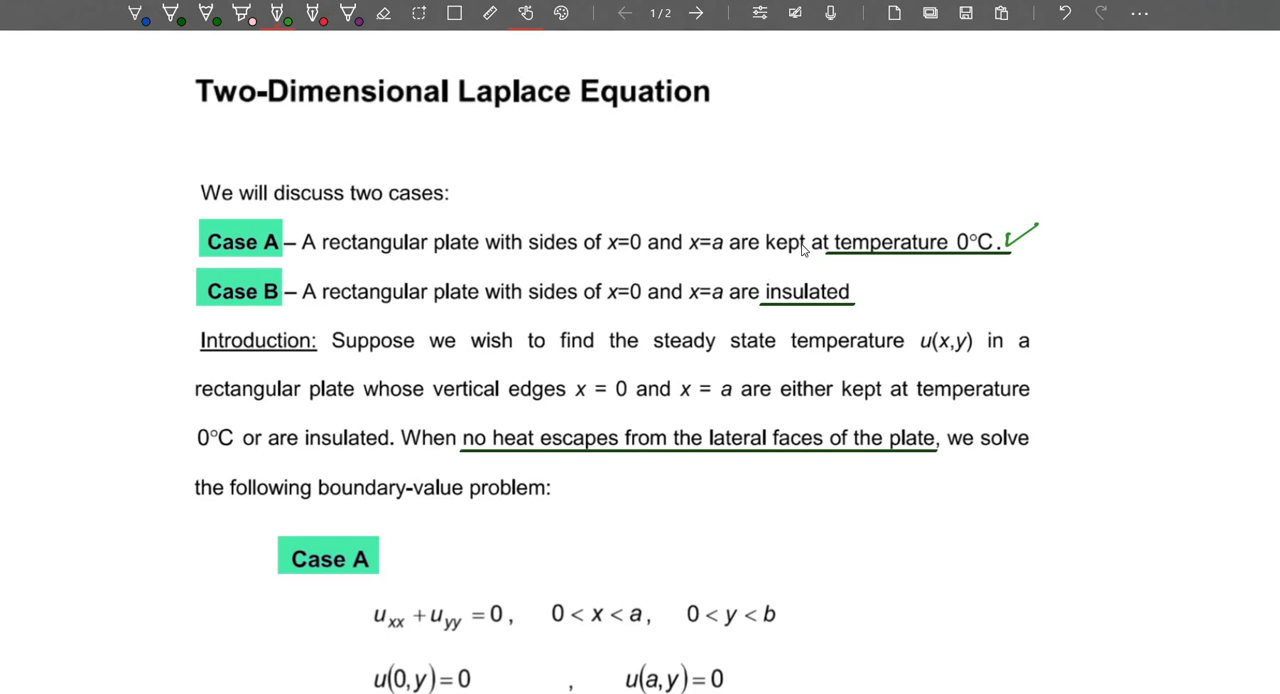 1/2
Two-Dimensional Laplace Equation
We will discuss two cases:
Case A – A rectangular plate with sides of x=0 and x=a are kept at temperature 0°C.
Case B – A rectangular plate with sides of x=0 and x=a are insulated
Introduction: Suppose we wish to find the steady state temperature u(x,y) in a
rectangular plate whose vertical edges x = 0 and x = a are either kept at temperature
0°C or are insulated. When no heat escapes from the lateral faces of the plate, we solve
the following boundary-value problem:
Case A
uxx + uyy = 0 ,  0 < x < a ,  0 < y < b
u(0,y) = 0 , u(a,y) = 0